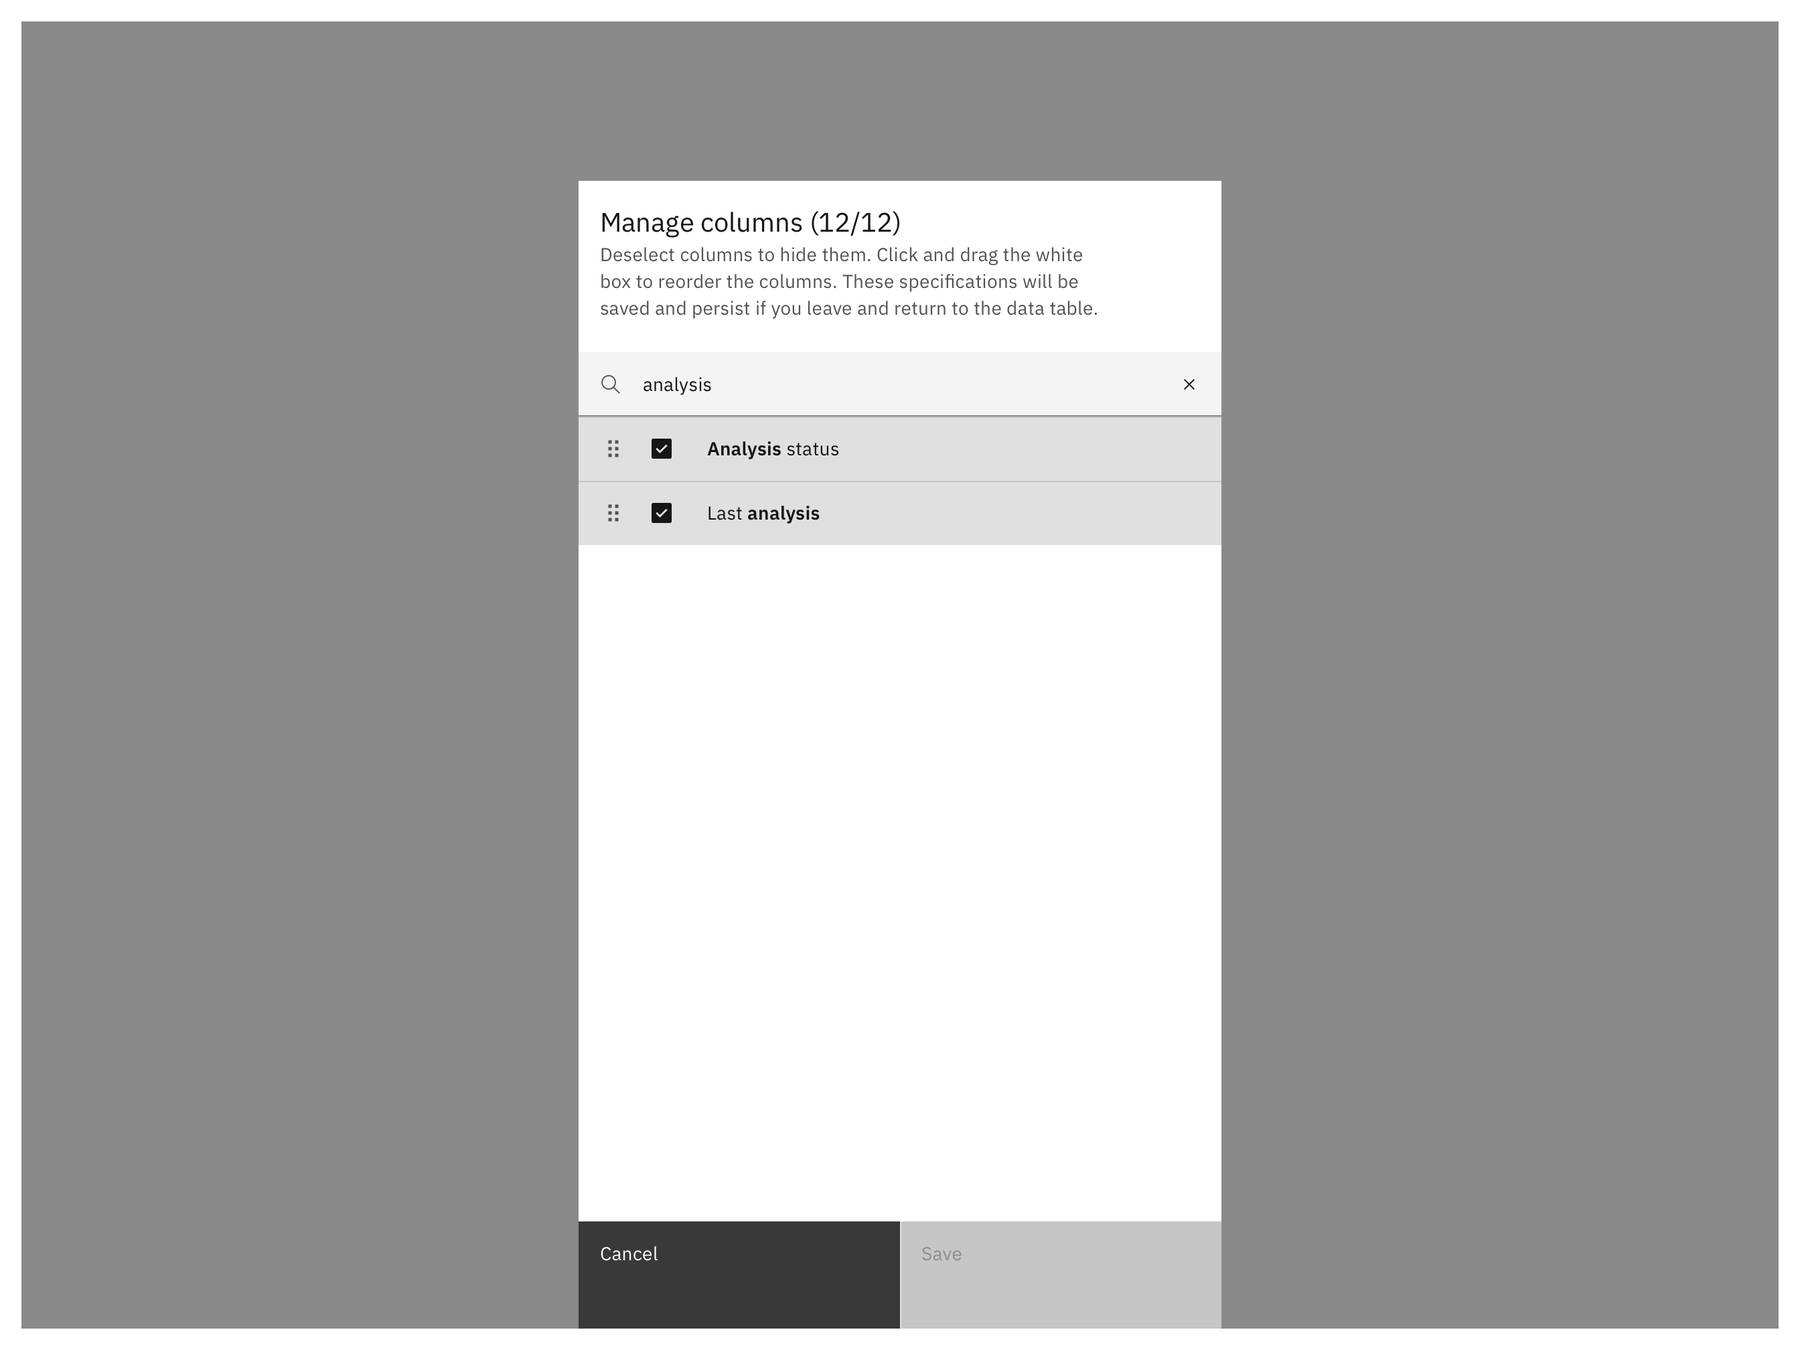 Manage columns (12/12)
Deselect columns to hide them. Click and drag the white
box to reorder the columns. These specifications will be
saved and persist if you leave and return to the data table.
analysis
Analysis status
Last analysis
Cancel
Save